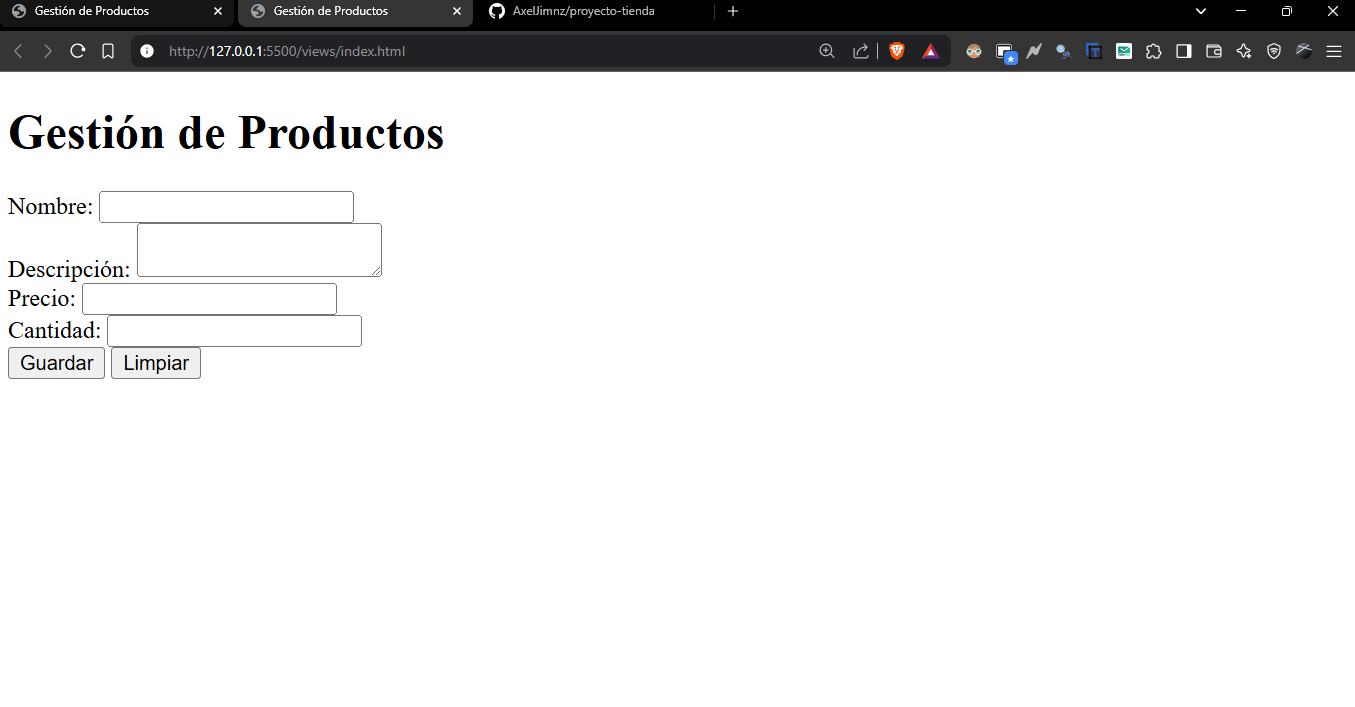 Gestión de Productos
Gestión de Productos
AxelJimnz/proyecto-tienda
http://127.0.0.1:5500/views/index.html
Gestión de Productos
Nombre:
Descripción:
Precio:
Cantidad:
Guardar Limpiar